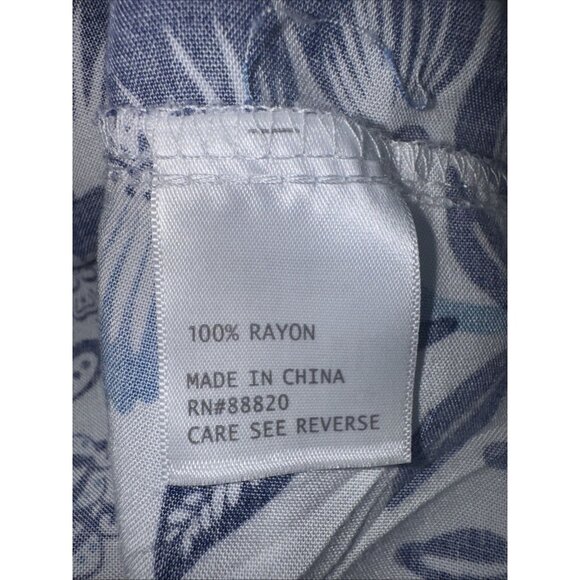 100% RAYON
MADE IN CHINA
RN#88820
CARE SEE REVERSE